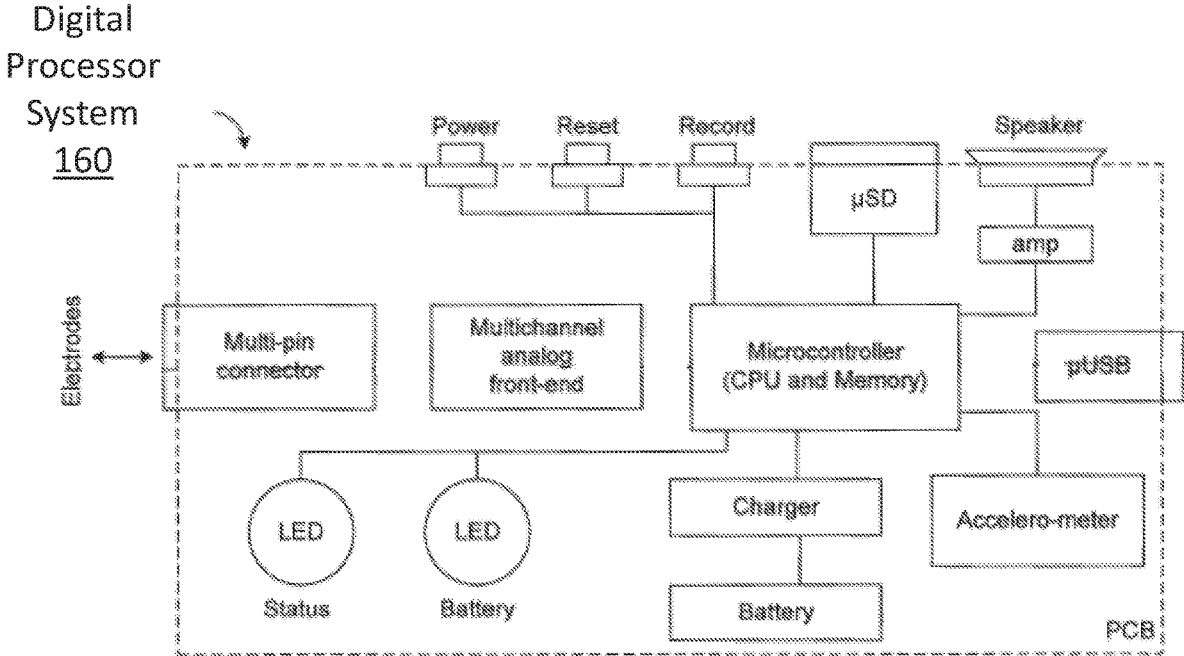 Digital
Processor
System
160
Power
Reset
Record
Speaker
µSD
amp
Electrodes
Multi-pin
connector
Multichannel
analog
front-end
Microcontroller
(CPU and Memory)
pUSB
LED
LED
Charger
Accelero-meter
Status
Battery
Battery
PCB